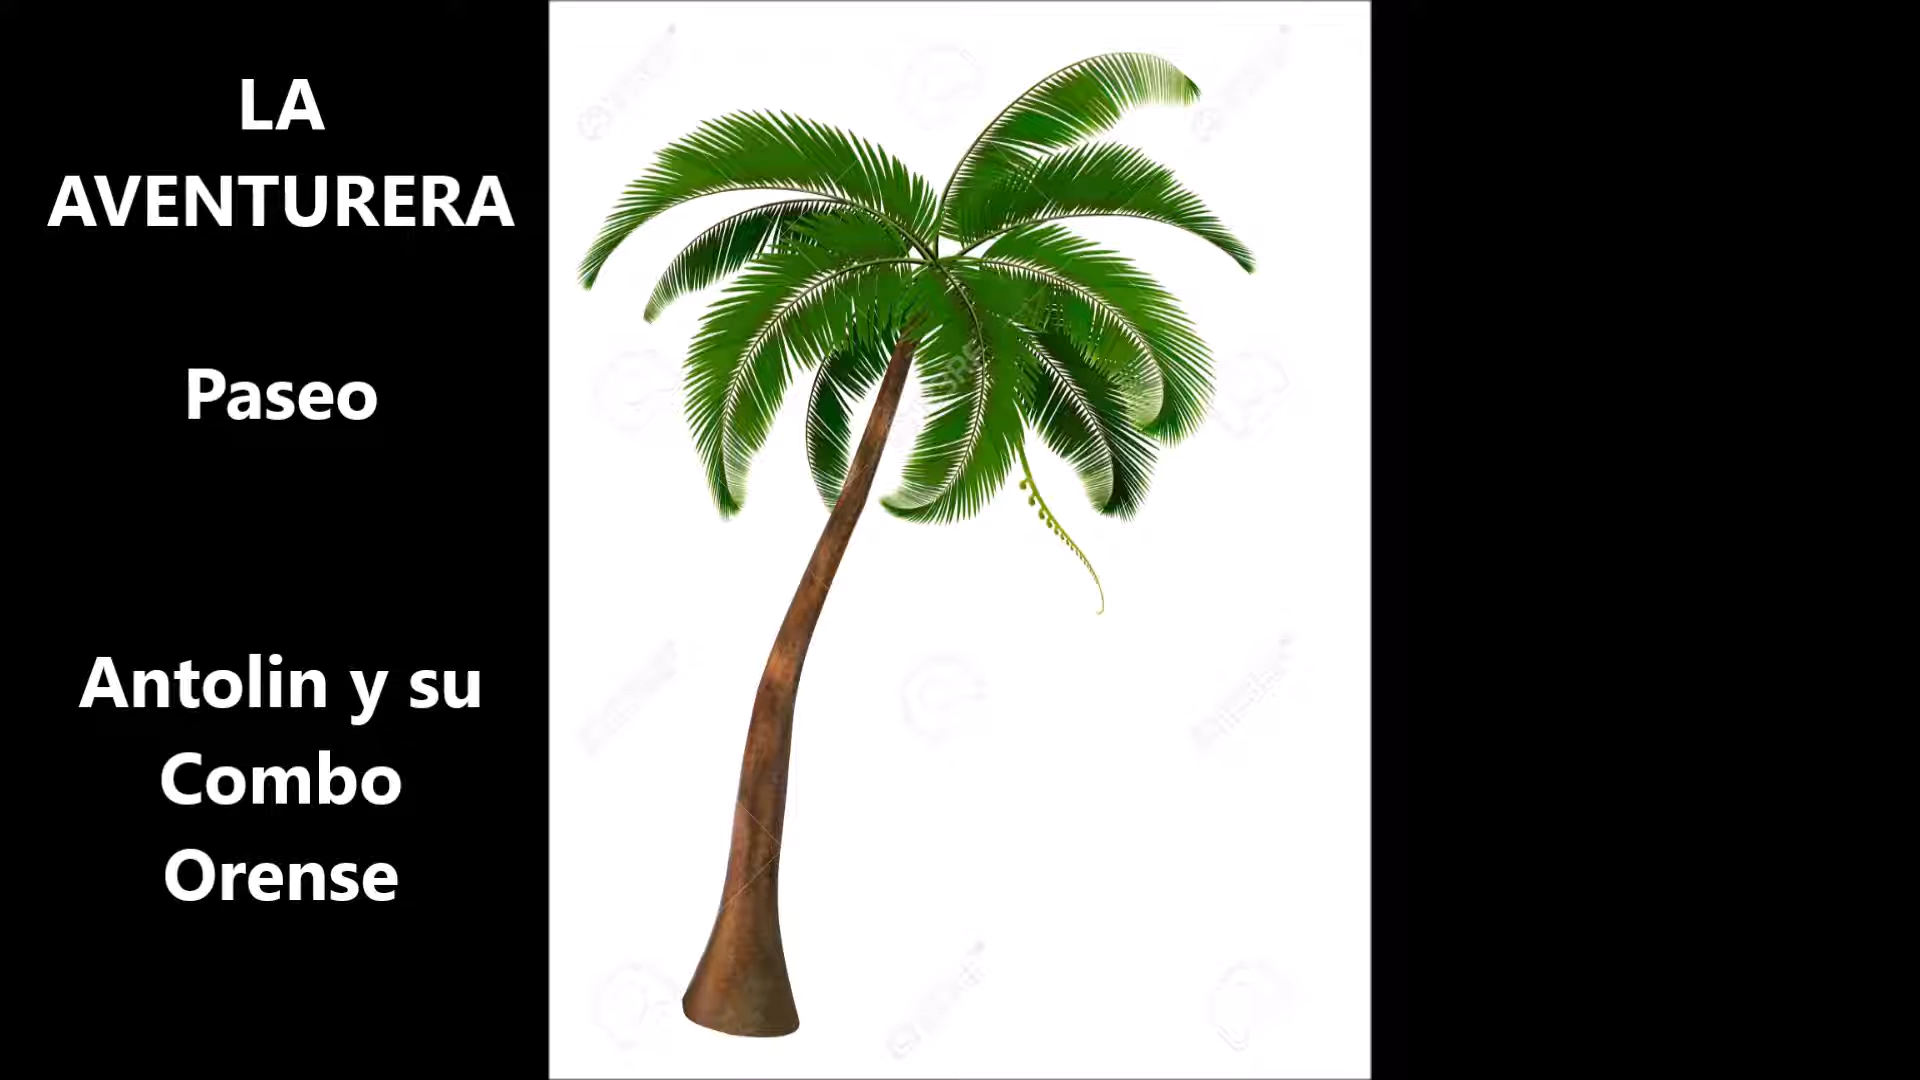 LA
AVENTURERA
Paseo
Antolin y su
Combo
Orense